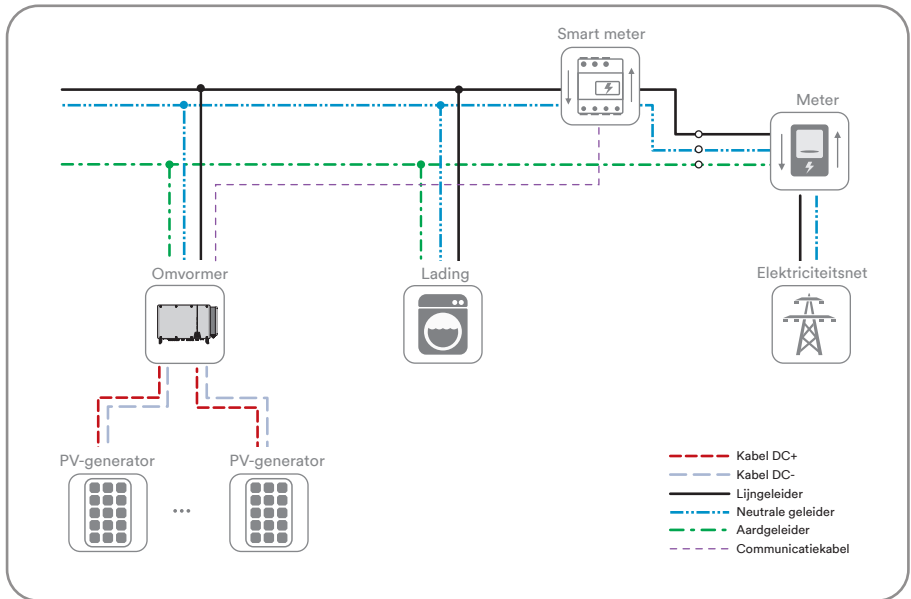 Smart meter
Meter
Omvormer
Lading
Elektriciteitsnet
PV-generator
PV-generator
...
Kabel DC+
Kabel DC-
Lijngeleider
Neutrale geleider
Aardgeleider
Communicatiekabel